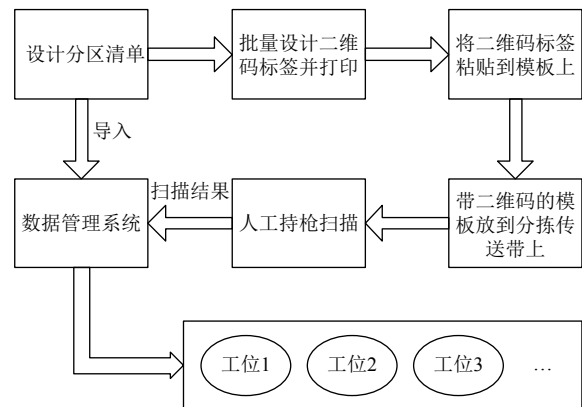 设计分区清单
批量设计二维
码标签并打印
将二维码标签
粘贴到模板上
导入
扫描结果
数据管理系统
人工持枪扫描
带二维码的模
板放到分拣传
送带上
工位1
工位2
工位3
…